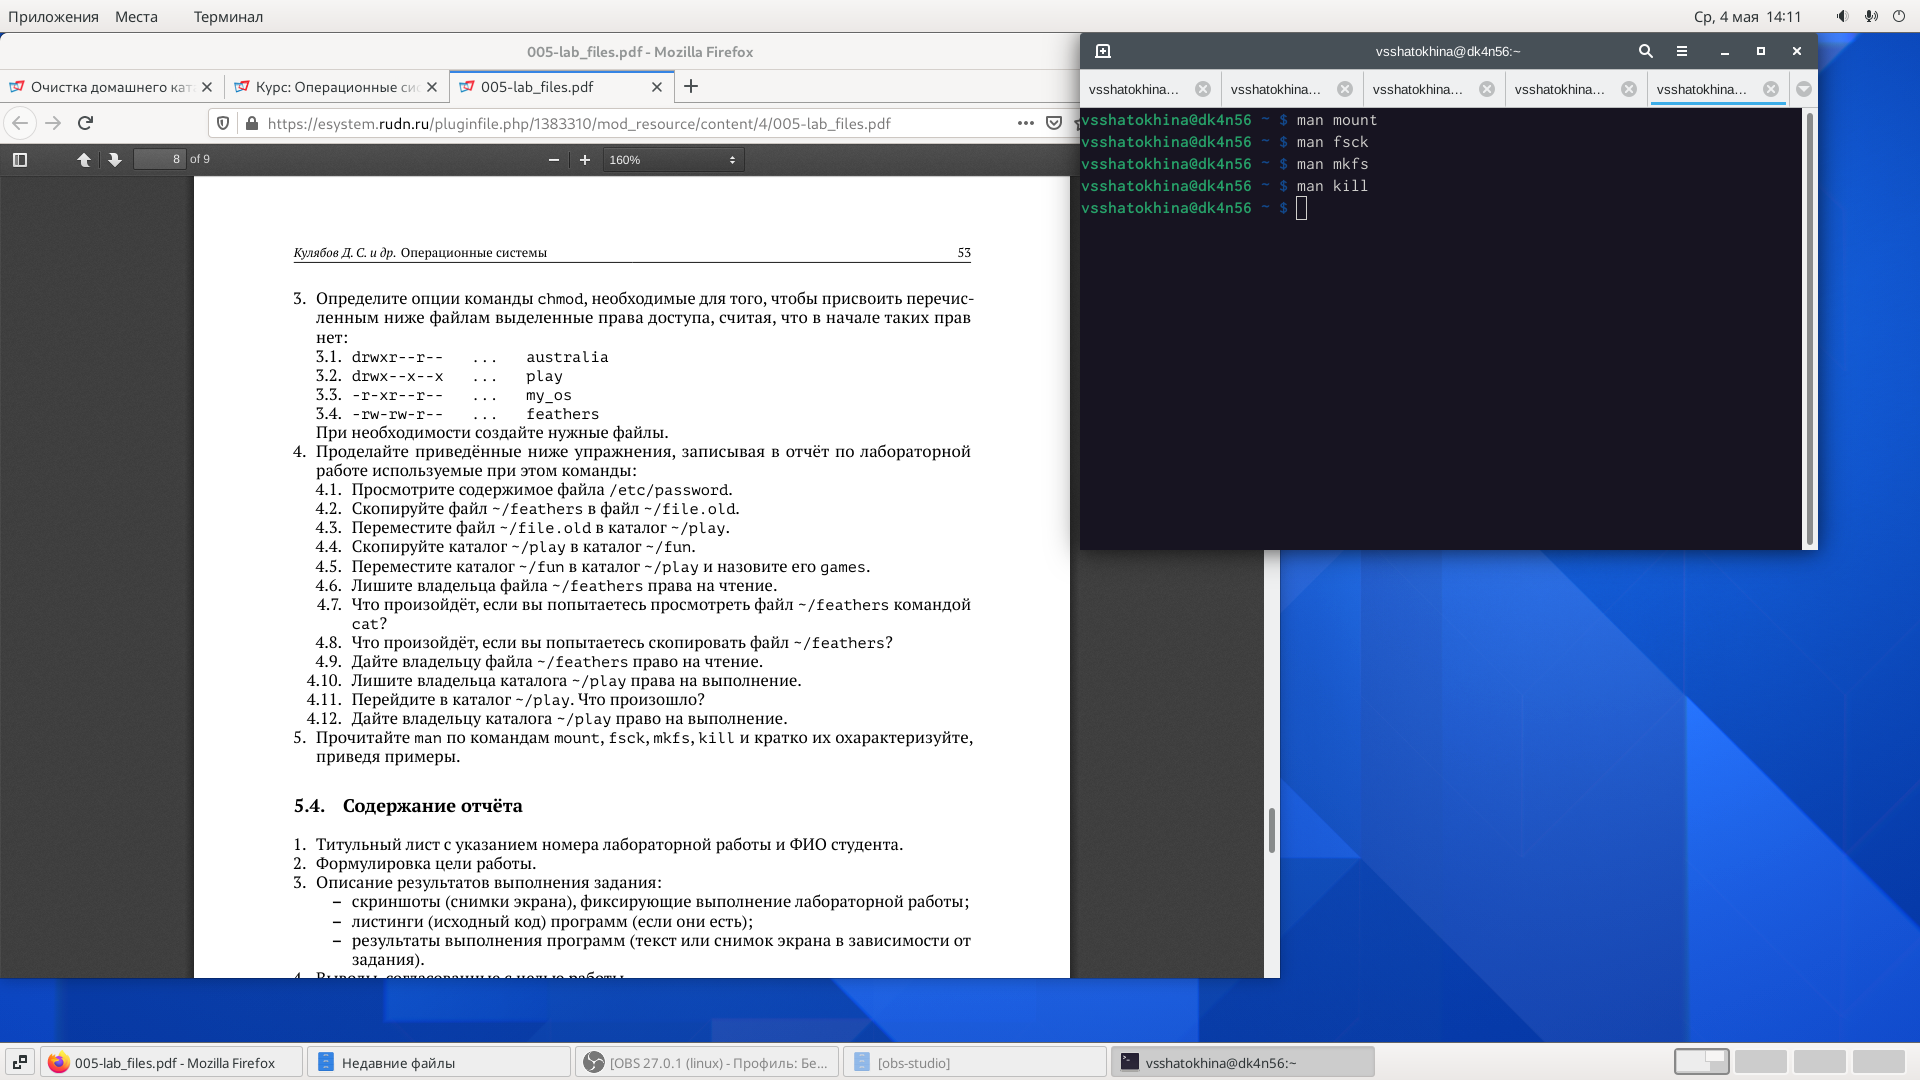 Приложения Места Терминал Ср, 4 мая 14:11
005-lab_files.pdf - Mozilla Firefox
Очистка домашнего кат Курс: Операционные си 005-lab_files.pdf
https://esystem.rudn.ru/pluginfile.php/1383310/mod_resource/content/4/005-lab_files.pdf
8 of 9 160%
Кулябов Д. С. и др. Операционные системы 53
3. Определите опции команды chmod, необходимые для того, чтобы присвоить перечис-
ленным ниже файлам выделенные права доступа, считая, что в начале таких прав
нет:
3.1. drwxr--r-- ... australia
3.2. drwx--x--x ... play
3.3. -r-xr--r-- ... my_os
3.4. -rw-rw-r-- ... feathers
При необходимости создайте нужные файлы.
4. Проделайте приведённые ниже упражнения, записывая в отчёт по лабораторной
работе используемые при этом команды:
4.1. Просмотрите содержимое файла /etc/password.
4.2. Скопируйте файл ~/feathers в файл ~/file.old.
4.3. Переместите файл ~/file.old в каталог ~/play.
4.4. Скопируйте каталог ~/play в каталог ~/fun.
4.5. Переместите каталог ~/fun в каталог ~/play и назовите его games.
4.6. Лишите владельца файла ~/feathers права на чтение.
4.7. Что произойдёт, если вы попытаетесь просмотреть файл ~/feathers командой
cat?
4.8. Что произойдёт, если вы попытаетесь скопировать файл ~/feathers?
4.9. Дайте владельцу файла ~/feathers право на чтение.
4.10. Лишите владельца каталога ~/play права на выполнение.
4.11. Перейдите в каталог ~/play. Что произошло?
4.12. Дайте владельцу каталога ~/play право на выполнение.
5. Прочитайте man по командам mount, fsck, mkfs, kill и кратко их охарактеризуйте,
приведя примеры.
5.4. Содержание отчёта
1. Титульный лист с указанием номера лабораторной работы и ФИО студента.
2. Формулировка цели работы.
3. Описание результатов выполнения задания:
– скриншоты (снимки экрана), фиксирующие выполнение лабораторной работы;
– листинги (исходный код) программ (если они есть);
– результаты выполнения программ (текст или снимок экрана в зависимости от
задания).
4. Выводы, согласованные с целью работы.
vsshatokhina@dk4n56:~
vsshatokhina... vsshatokhina... vsshatokhina... vsshatokhina... vsshatokhina...
vsshatokhina@dk4n56 ~ $ man mount
vsshatokhina@dk4n56 ~ $ man fsck
vsshatokhina@dk4n56 ~ $ man mkfs
vsshatokhina@dk4n56 ~ $ man kill
vsshatokhina@dk4n56 ~ $
005-lab_files.pdf - Mozilla Firefox Недавние файлы [OBS 27.0.1 (linux) - Профиль: Бе... [obs-studio] vsshatokhina@dk4n56:~